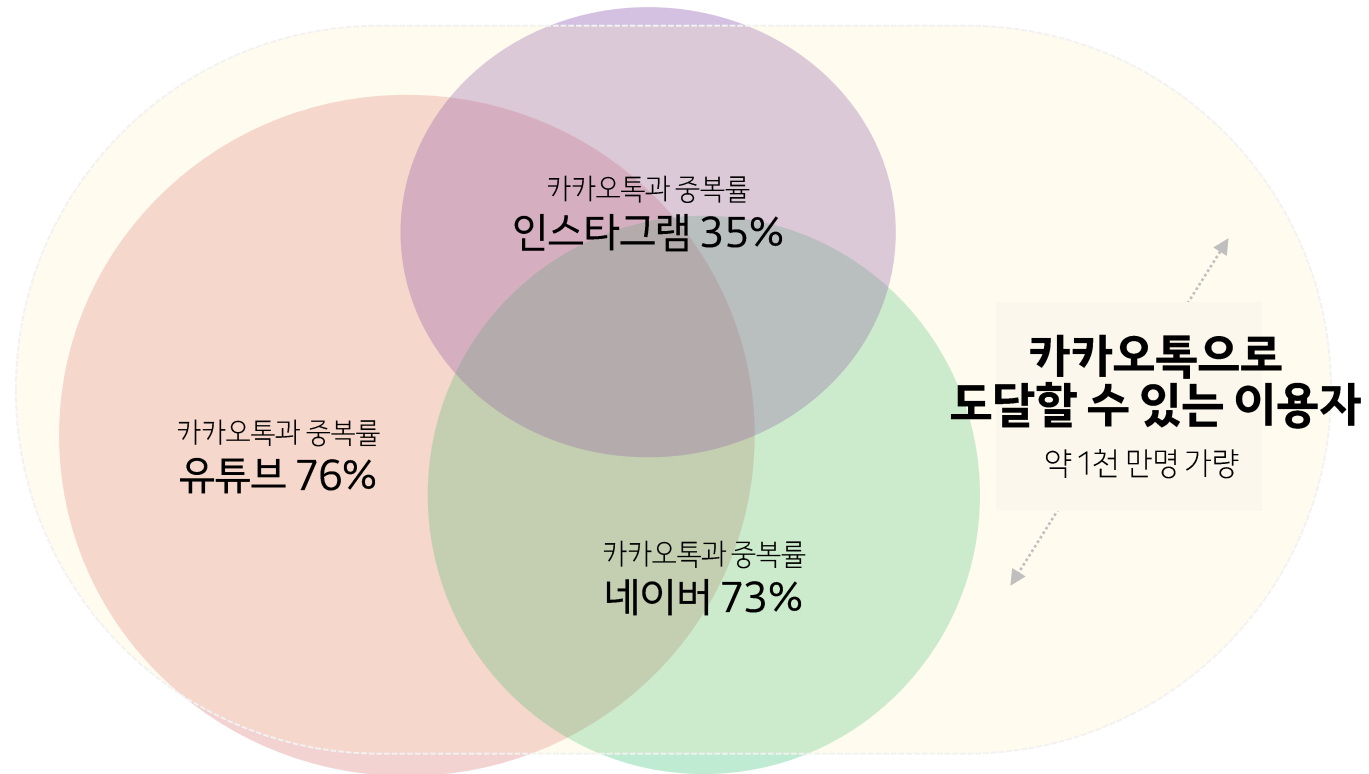 카카오톡과 중복률
인스타그램 35%
카카오톡으로
도달할 수 있는 이용자
약 1천 만명 가량
카카오톡과 중복률
유튜브 76%
카카오톡과 중복률
네이버 73%